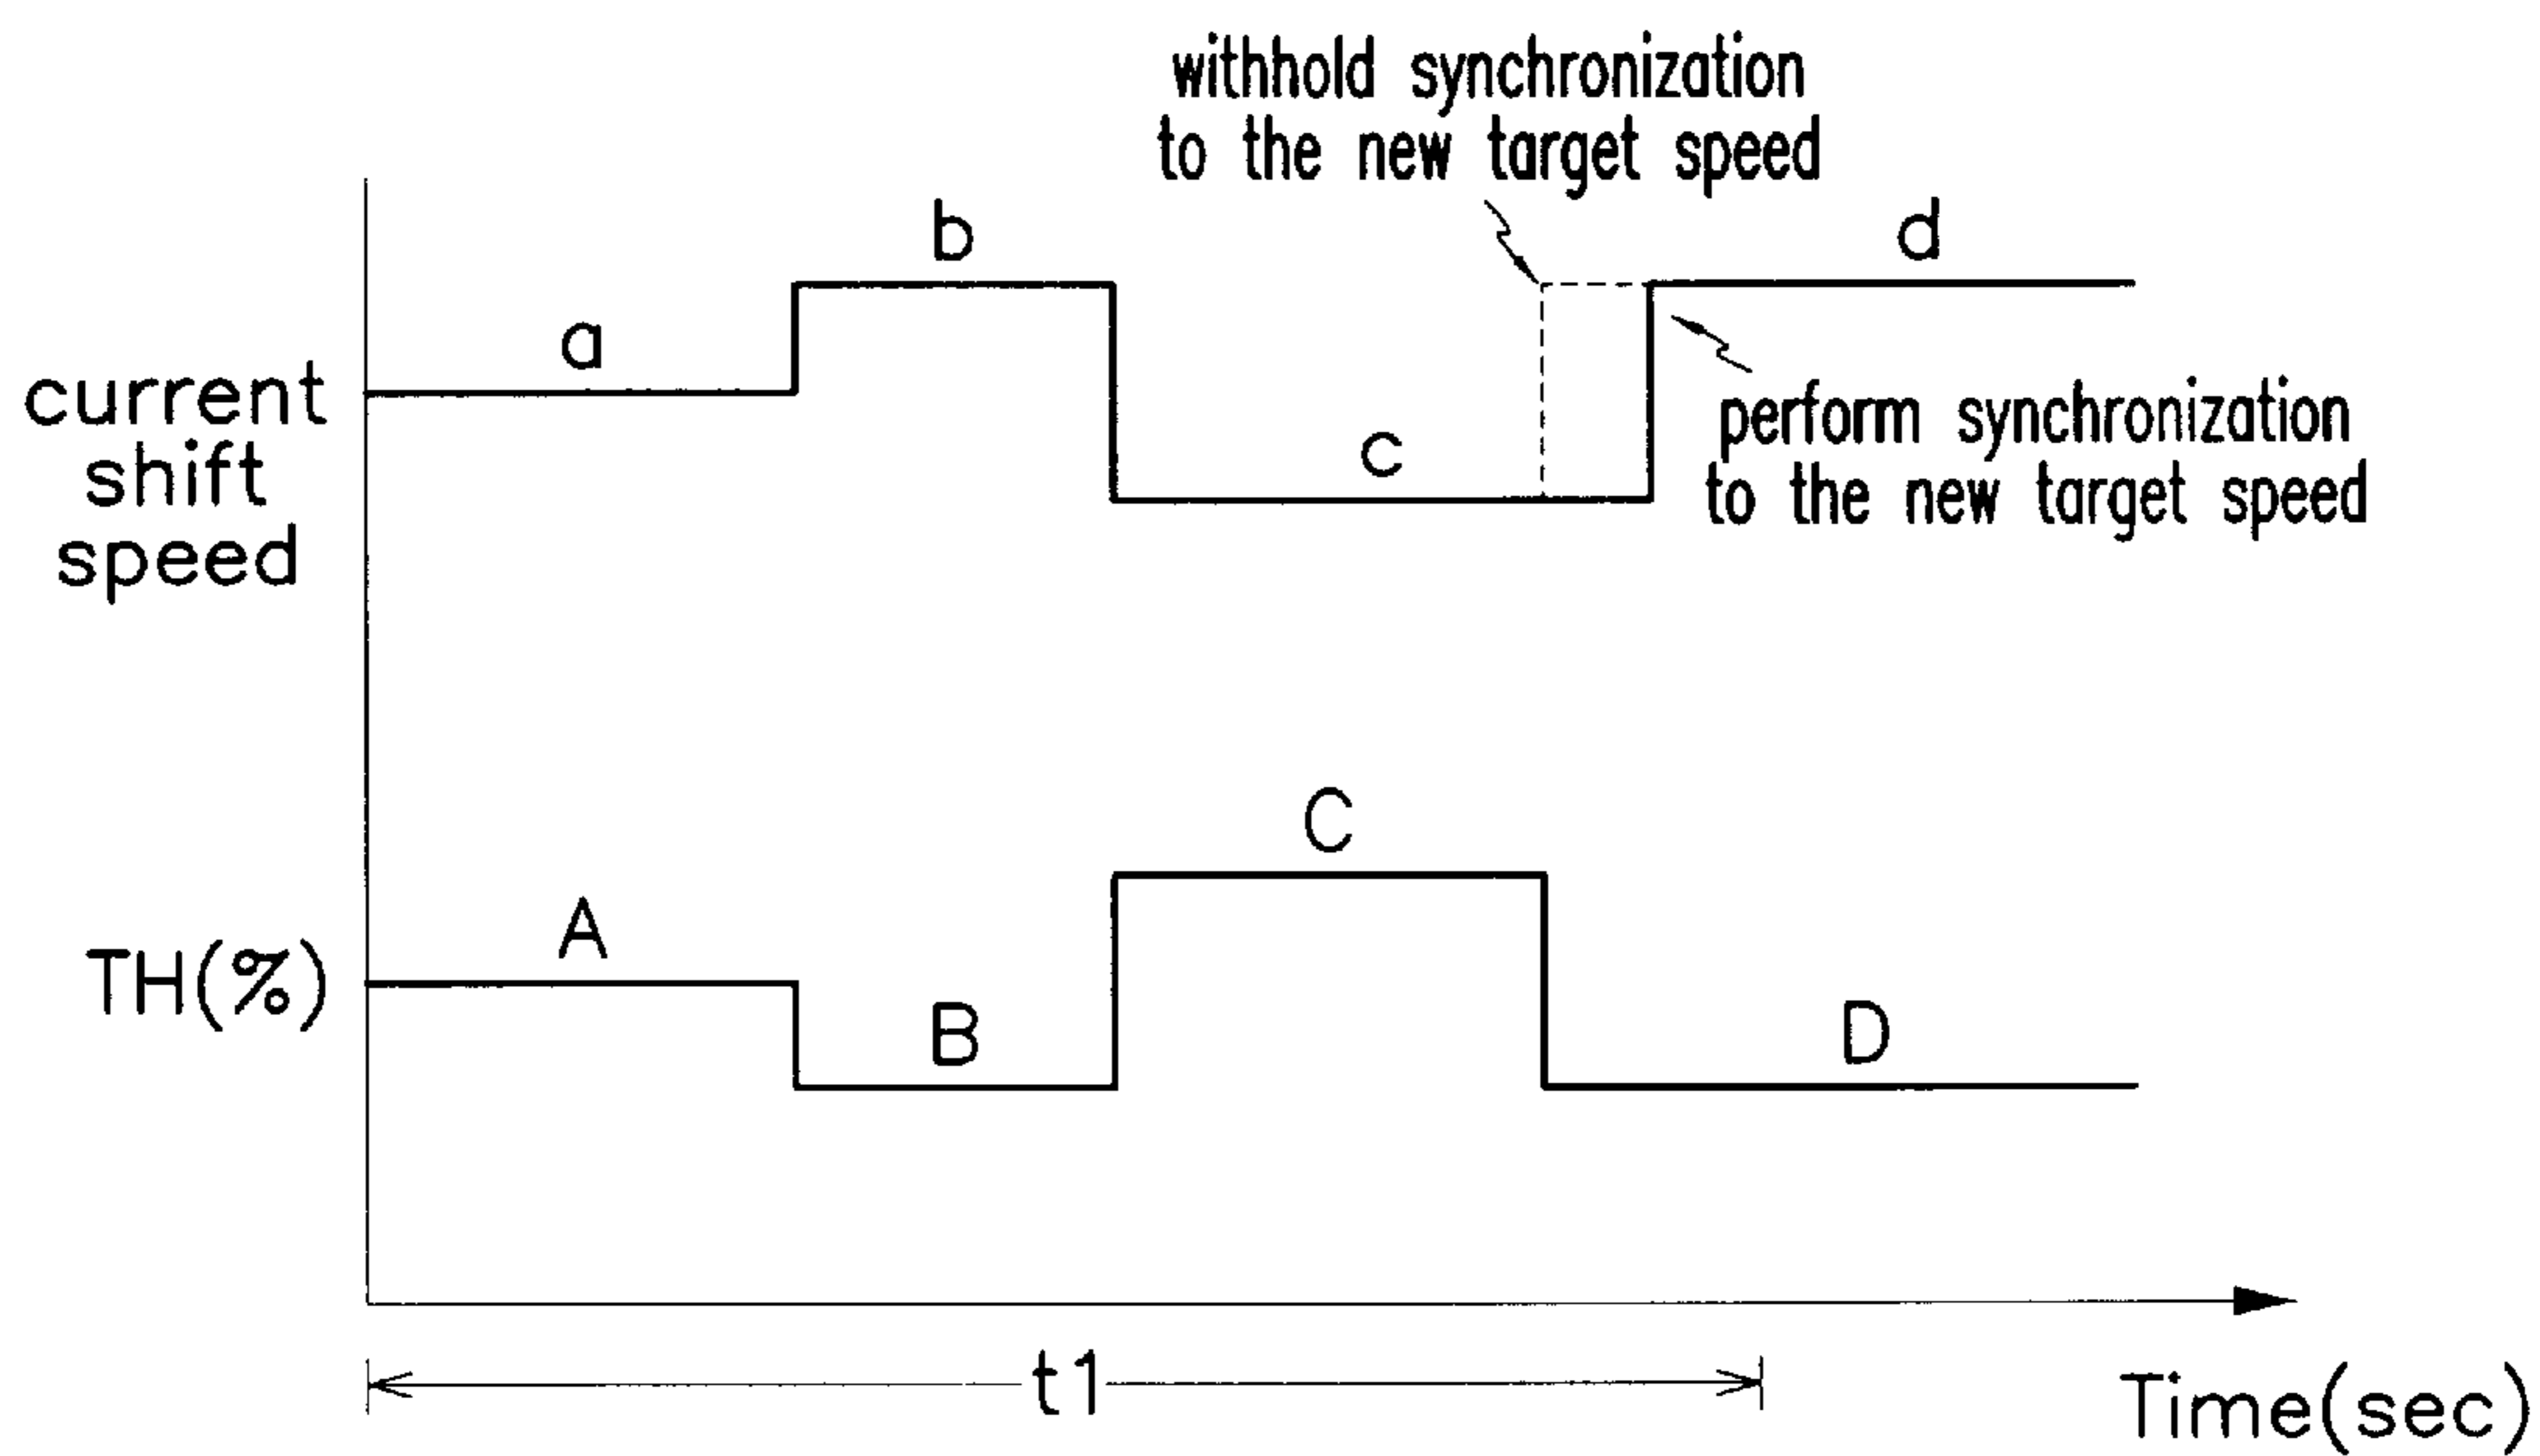 withhold synchronization
to the new target speed
b
d
a
current
shift
speed
c
perform synchronization
to the new target speed
C
A
TH(%)
B
D
t1
Time(sec)